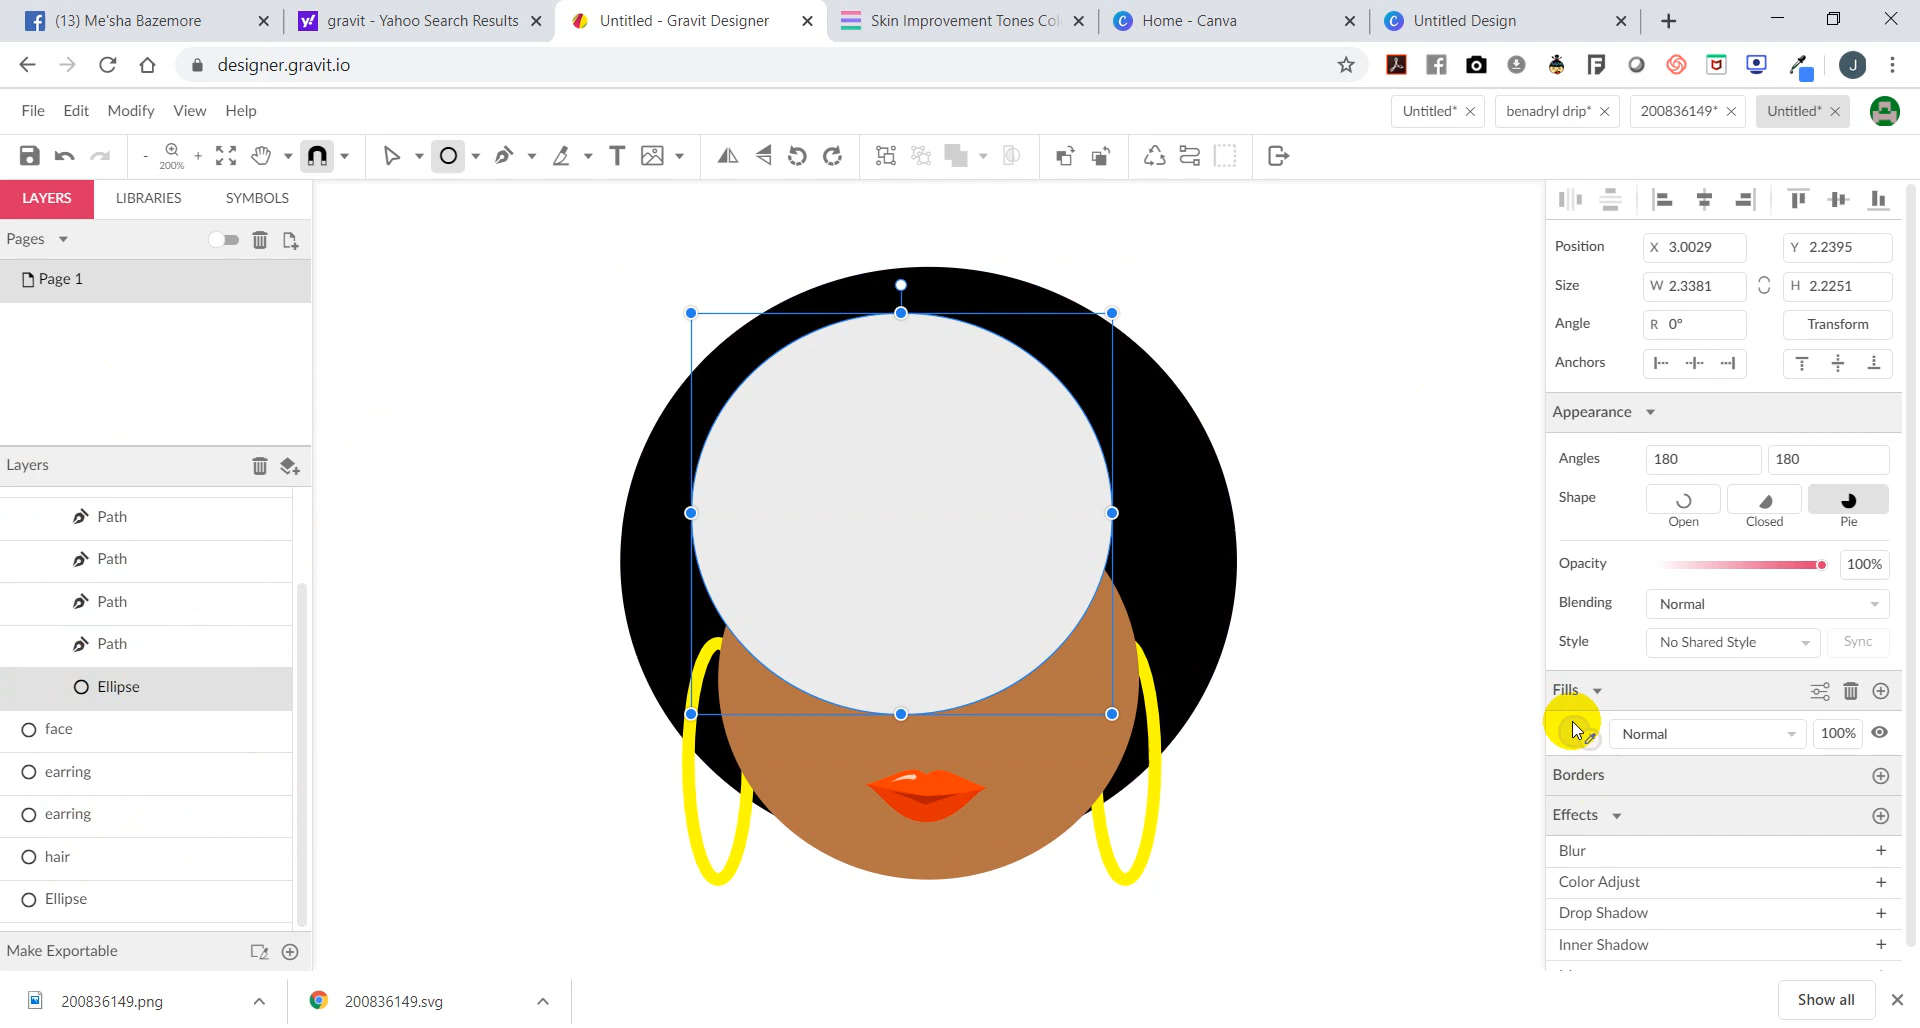 (13) Me'sha Bazemore
gravit - Yahoo Search Results
Untitled - Gravit Designer
Skin Improvement Tones Col
Home - Canva
Untitled Design
designer.gravit.io
J
File Edit Modify View Help
Untitled*
benadryl drip*
200836149*
Untitled*
- 200% +
LAYERS LIBRARIES SYMBOLS
Pages
Page 1
Layers
Path
Path
Path
Path
Ellipse
face
earring
earring
hair
Ellipse
Make Exportable
Position X 3.0029 Y 2.2395
Size W 2.3381 H 2.2251
Angle R 0° Transform
Anchors
Appearance
Angles 180 180
Shape
Open Closed Pie
Opacity 100%
Blending Normal
Style No Shared Style Sync
Fills
Normal 100%
Borders
Effects
Blur +
Color Adjust +
Drop Shadow +
Inner Shadow +
200836149.png
200836149.svg
Show all